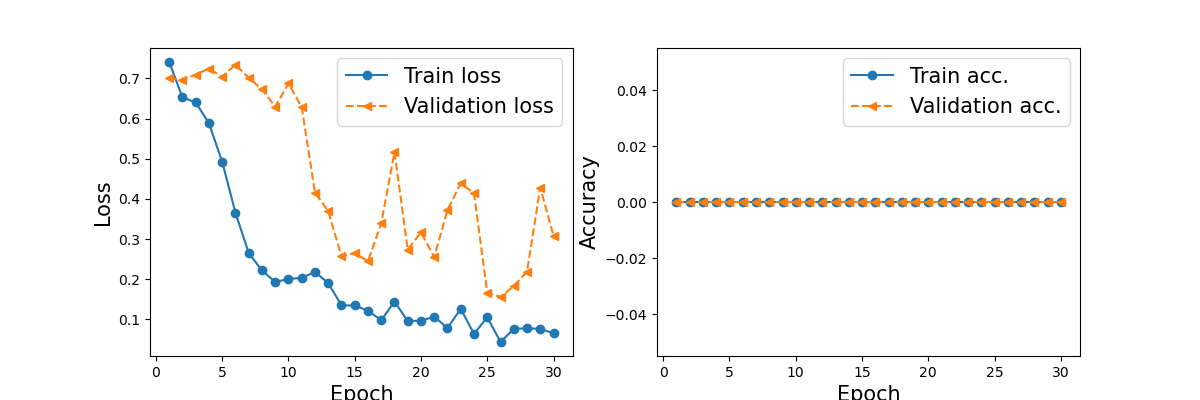 Train loss
Validation loss
Loss
0.7
0.6
0.5
0.4
0.3
0.2
0.1
0 5 10 15 20 25 30
Epoch
Train acc.
Validation acc.
Accuracy
0.04
0.02
0.00
−0.02
−0.04
0 5 10 15 20 25 30
Epoch